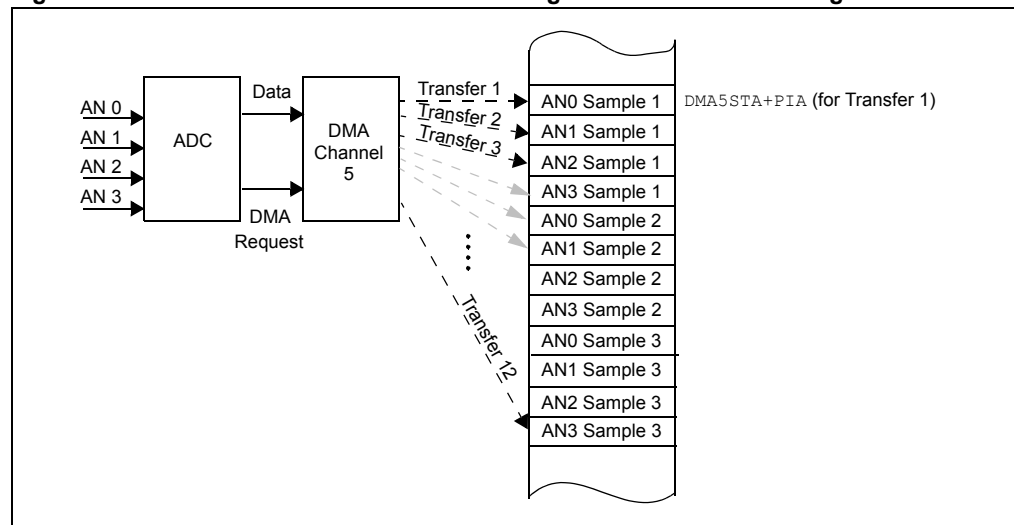 AN 0
AN 1
AN 2
AN 3
ADC
Data
DMA
Request
DMA
Channel
5
Transfer 1
Transfer 2
Transfer 3
Transfer 12
AN0 Sample 1
AN1 Sample 1
AN2 Sample 1
AN3 Sample 1
AN0 Sample 2
AN1 Sample 2
AN2 Sample 2
AN3 Sample 2
AN0 Sample 3
AN1 Sample 3
AN2 Sample 3
AN3 Sample 3
DMA5STA+PIA (for Transfer 1)